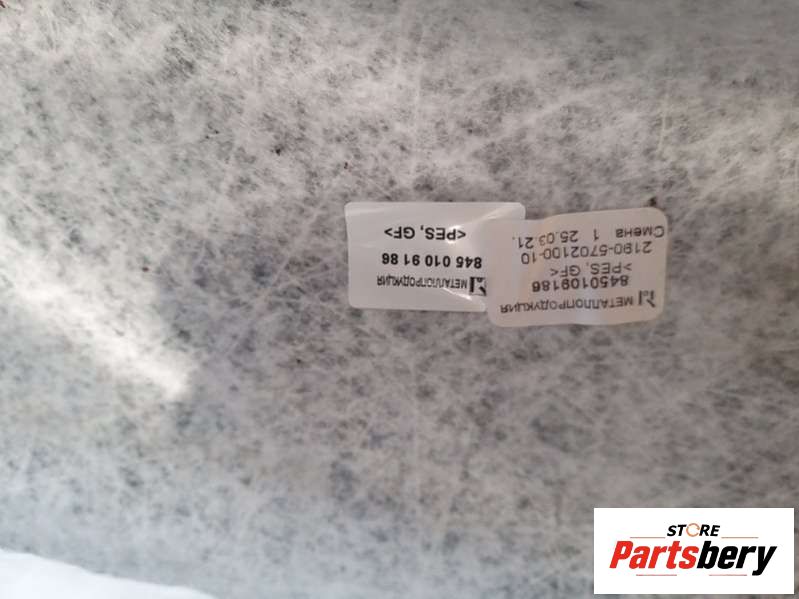 МЕТАЛЛОПРОДУКЦИЯ
845 010 91 86
<PES, GF>
МЕТАЛЛОПРОДУКЦИЯ
8450109186
>PES, GF<
2190-5702100-10
Смена 1 25.03.21.
STORE
Partsbery